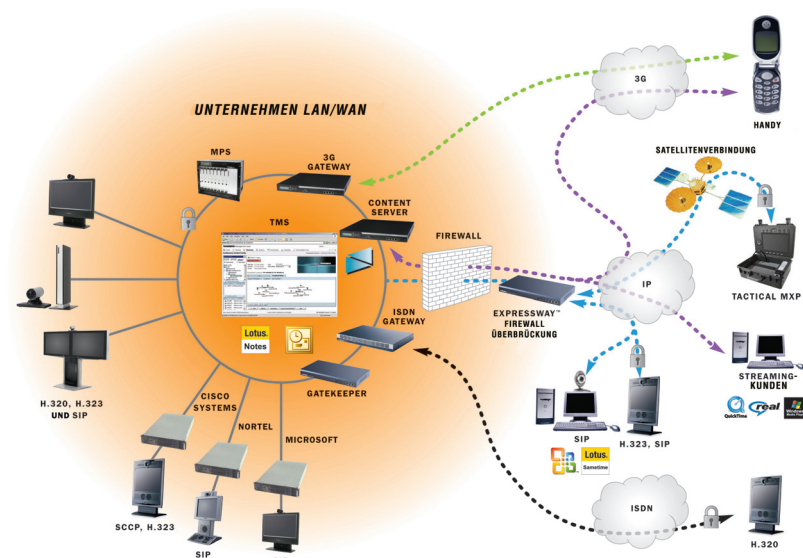 3G
HANDY
UNTERNEHMEN LAN/WAN
SATELLITENVERBINDUNG
MPS
3G
GATEWAY
CONTENT
SERVER
TMS
FIREWALL
IP
TACTICAL MXP
EXPRESSWAY™
FIREWALL
ÜBERBRÜCKUNG
ISDN
GATEWAY
Lotus.
Notes
GATEKEEPER
STREAMING-
KUNDEN
QuickTime
real
Windows
H.320, H.323
UND SIP
CISCO
SYSTEMS
NORTEL
MICROSOFT
SIP
H.323, SIP
Lotus.
Sametime
SCCP, H.323
SIP
ISDN
H.320